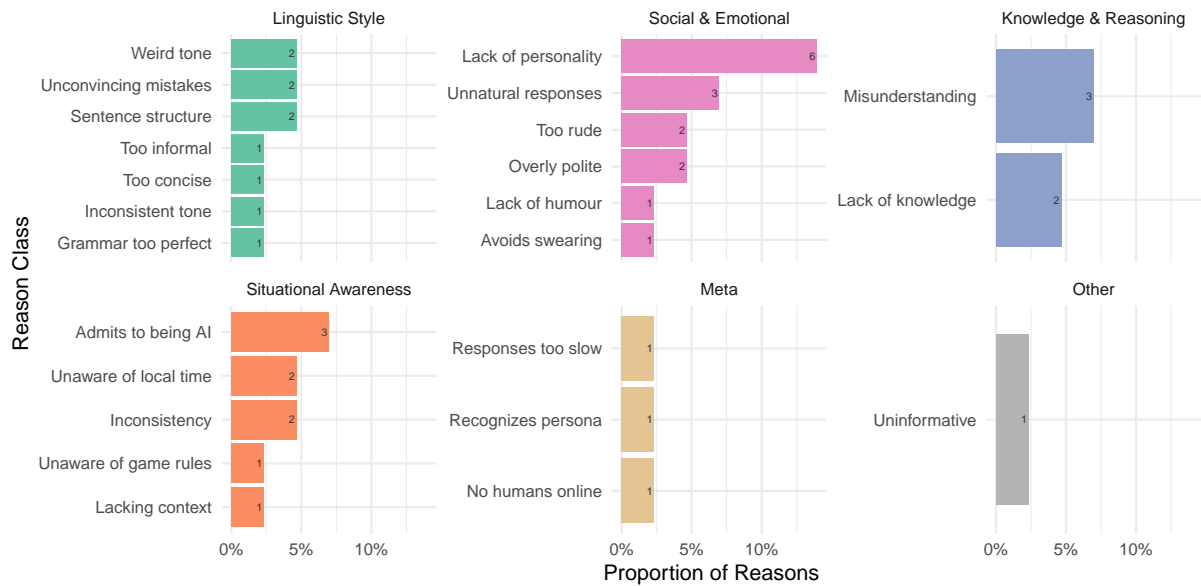 Linguistic Style
Weird tone 2
Unconvincing mistakes 2
Sentence structure 2
Too informal 1
Too concise 1
Inconsistent tone 1
Grammar too perfect 1
Social & Emotional
Lack of personality 6
Unnatural responses 3
Too rude 2
Overly polite 2
Lack of humour 1
Avoids swearing 1
Knowledge & Reasoning
Misunderstanding 3
Lack of knowledge 2
Reason Class
Situational Awareness
Admits to being AI 3
Unaware of local time 2
Inconsistency 2
Unaware of game rules 1
Lacking context 1
0% 5% 10%
Meta
Responses too slow 1
Recognizes persona 1
No humans online 1
0% 5% 10%
Other
Uninformative 1
0% 5% 10%
Proportion of Reasons